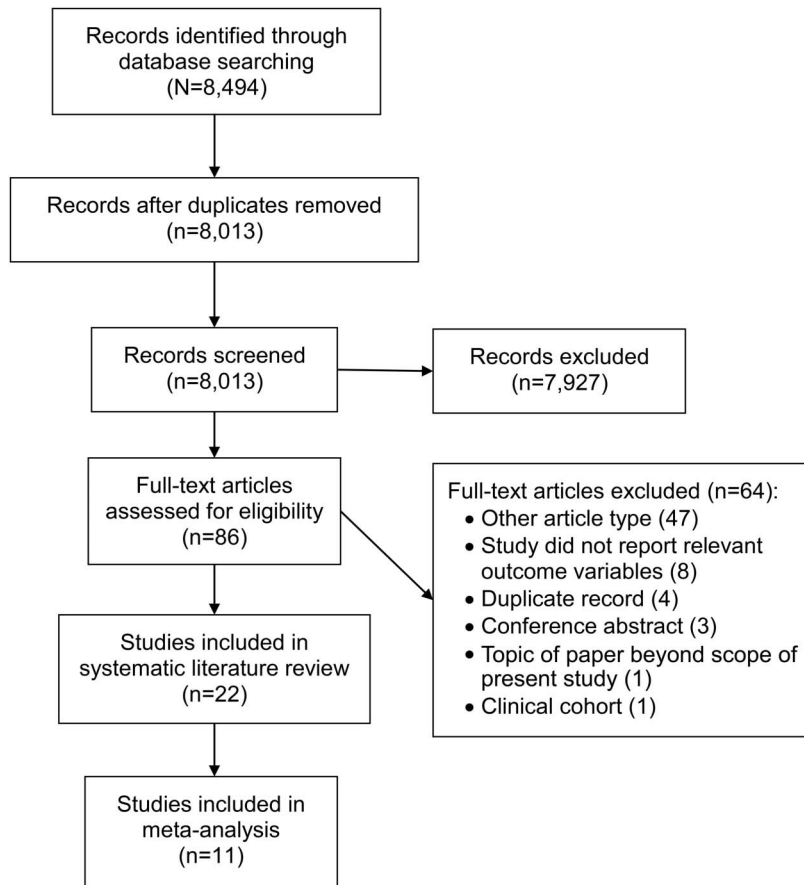 Records identified through
database searching
(N=8,494)
Records after duplicates removed
(n=8,013)
Records screened
(n=8,013)
Records excluded
(n=7,927)
Full-text articles
assessed for eligibility
(n=86)
Full-text articles excluded (n=64):
• Other article type (47)
• Study did not report relevant
outcome variables (8)
• Duplicate record (4)
• Conference abstract (3)
• Topic of paper beyond scope of
present study (1)
• Clinical cohort (1)
Studies included in
systematic literature review
(n=22)
Studies included in
meta-analysis
(n=11)